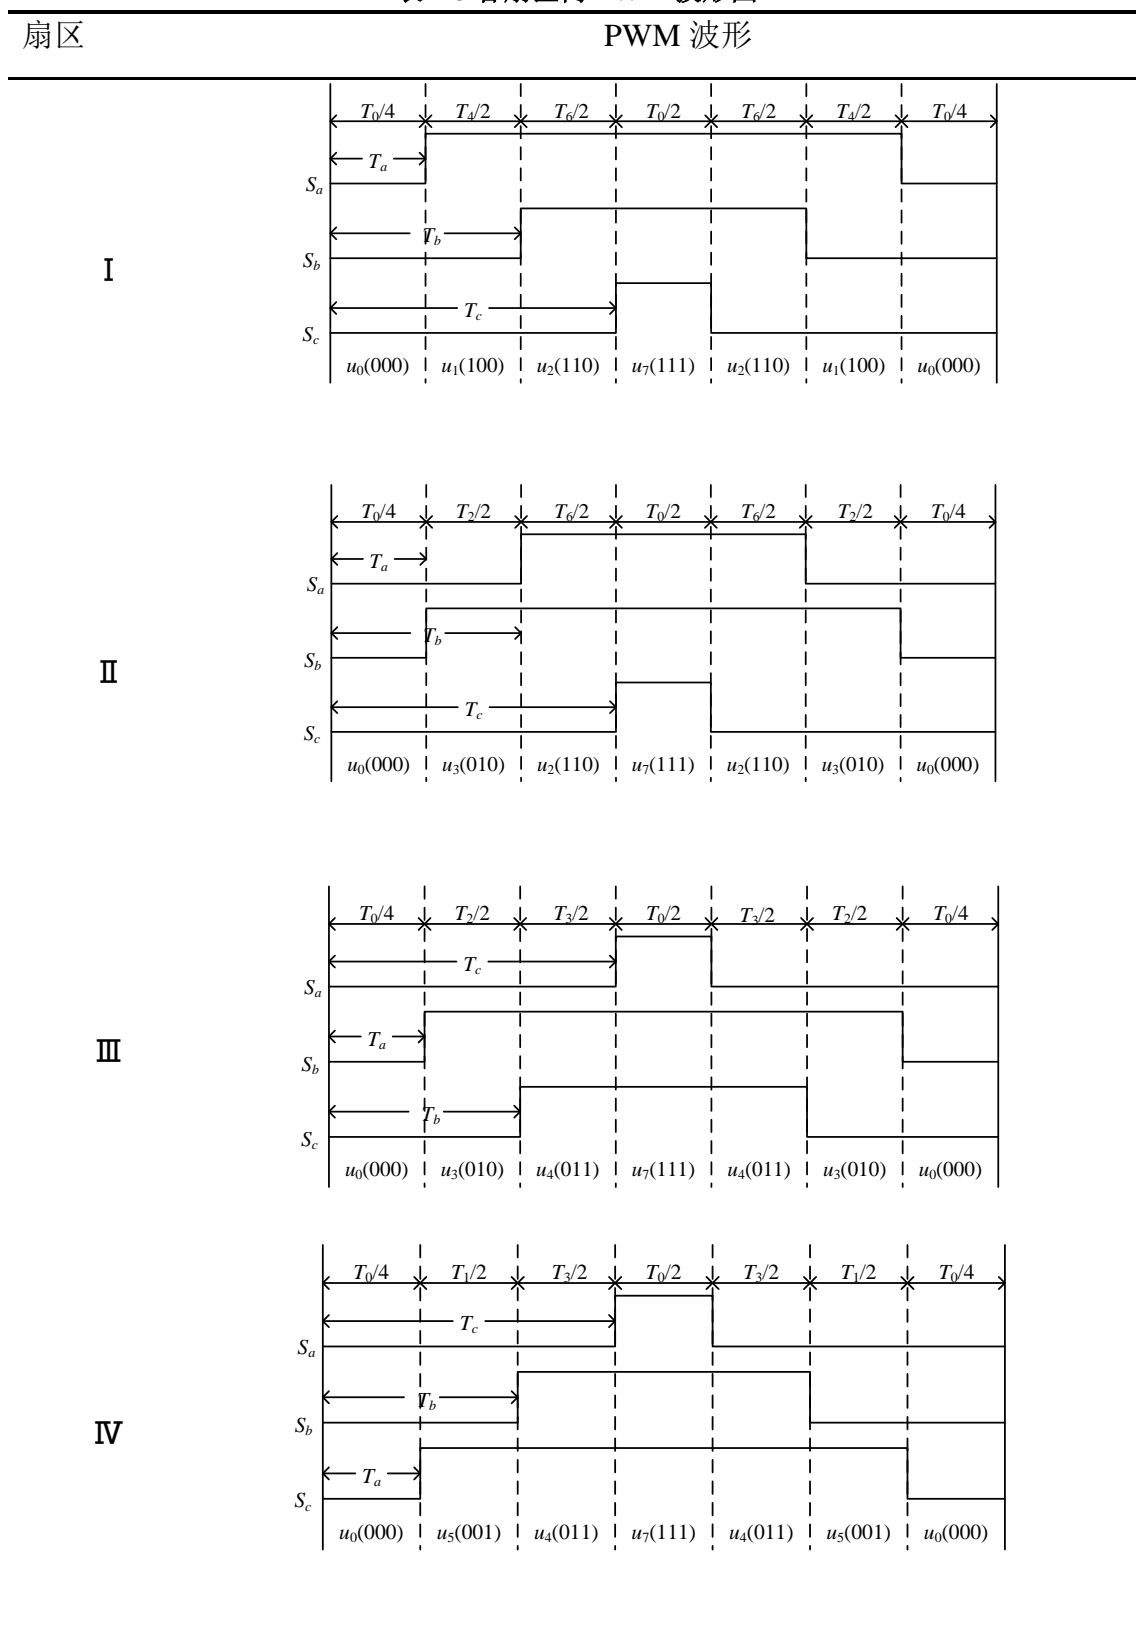 扇区 PWM 波形
T0/4 T4/2 T6/2 T0/2 T6/2 T4/2 T0/4
Ta
Sa
Tb
Sb
Ⅰ
Tc
Sc
u0(000) u1(100) u2(110) u7(111) u2(110) u1(100) u0(000)
T0/4 T2/2 T6/2 T0/2 T6/2 T2/2 T0/4
Ta
Sa
Tb
Sb
Ⅱ
Tc
Sc
u0(000) u3(010) u2(110) u7(111) u2(110) u3(010) u0(000)
T0/4 T2/2 T3/2 T0/2 T3/2 T2/2 T0/4
Tc
Sa
Ta
Ⅲ
Sb
Tb
Sc
u0(000) u3(010) u4(011) u7(111) u4(011) u3(010) u0(000)
T0/4 T1/2 T3/2 T0/2 T3/2 T1/2 T0/4
Tc
Sa
Tb
Sb
Ⅳ
Ta
Sc
u0(000) u5(001) u4(011) u7(111) u4(011) u5(001) u0(000)